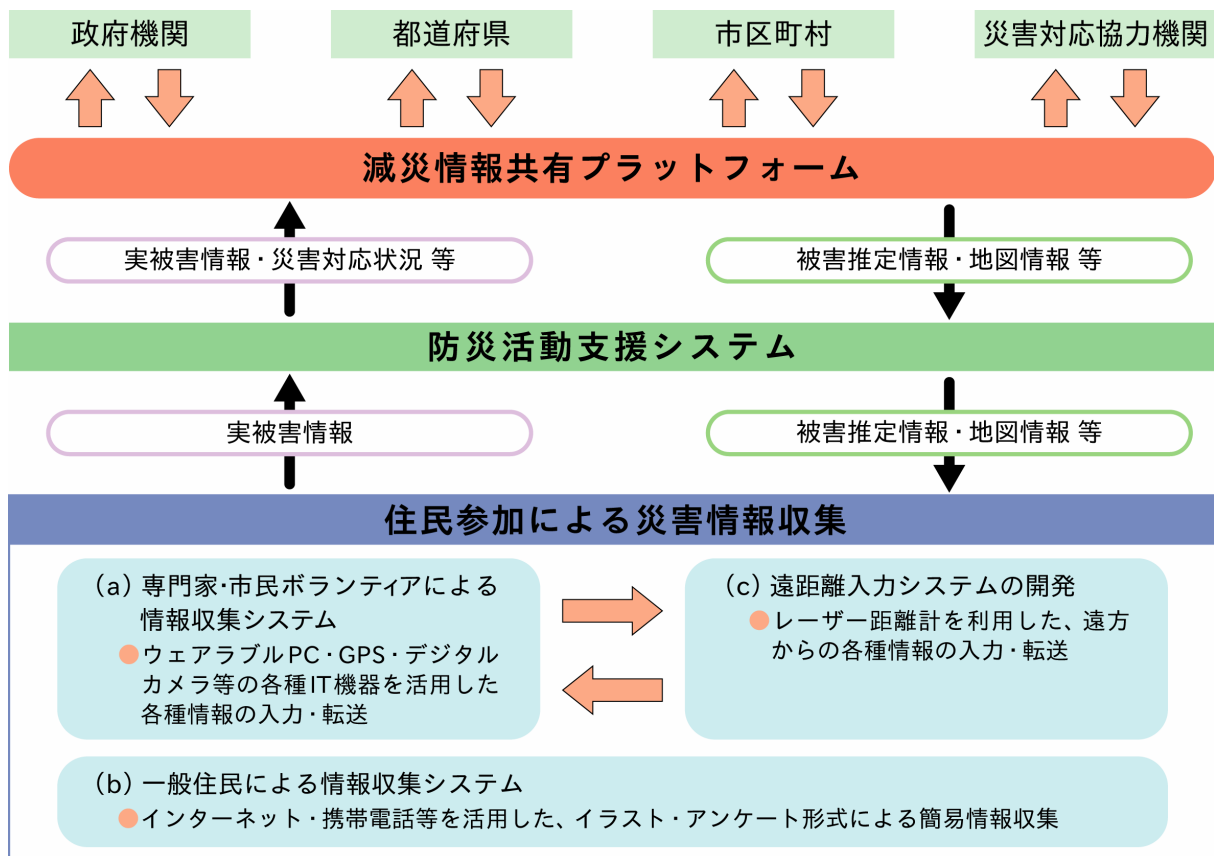 政府機関
都道府県
市区町村
災害対応協力機関
減災情報共有プラットフォーム
実被害情報・災害対応状況 等
被害推定情報・地図情報 等
防災活動支援システム
実被害情報
被害推定情報・地図情報 等
住民参加による災害情報収集
(a) 専門家・市民ボランティアによる
情報収集システム
●ウェアラブルPC・GPS・デジタル
カメラ等の各種IT機器を活用した
各種情報の入力・転送
(c) 遠距離入力システムの開発
●レーザー距離計を利用した、遠方
からの各種情報の入力・転送
(b) 一般住民による情報収集システム
●インターネット・携帯電話等を活用した、イラスト・アンケート形式による簡易情報収集